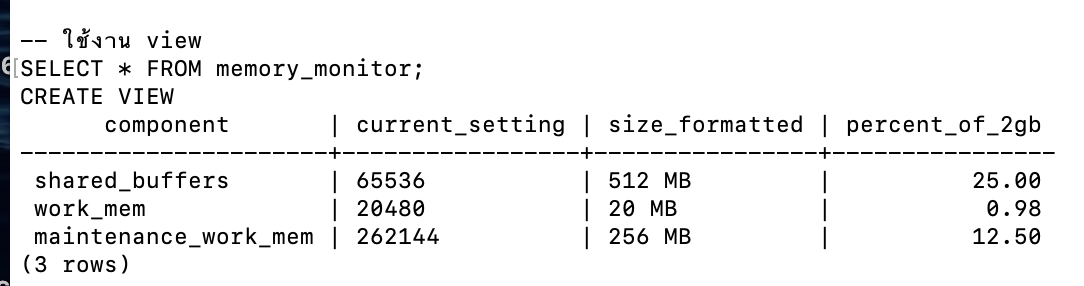 -- ใช้งาน view
SELECT * FROM memory_monitor;
CREATE VIEW
component | current_setting | size_formatted | percent_of_2gb
----------------------+-----------------+----------------+----------------
shared_buffers | 65536 | 512 MB | 25.00
work_mem | 20480 | 20 MB | 0.98
maintenance_work_mem | 262144 | 256 MB | 12.50
(3 rows)